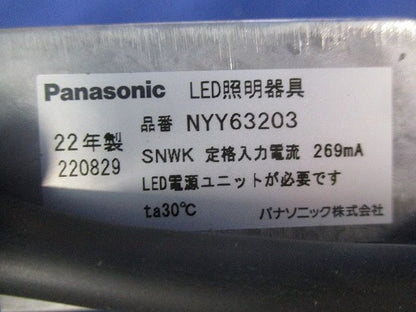 Panasonic LED照明器具
品番 NYY63203
22年製
220829
SNWK 定格入力電流 269mA
LED電源ユニットが必要です
ta30℃
パナソニック株式会社